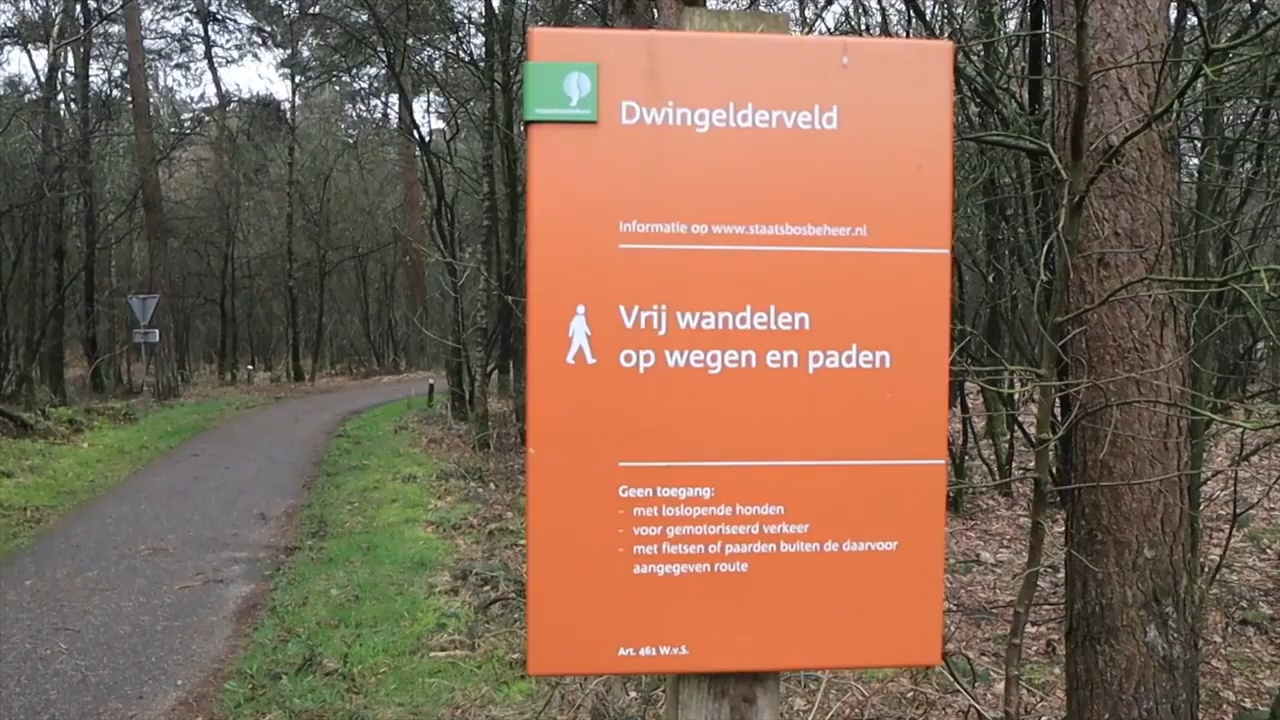 Dwingelderveld
Informatie op www.staatsbosbeheer.nl
Vrij wandelen
op wegen en paden
Geen toegang:
- met loslopende honden
- voor gemotoriseerd verkeer
- met fietsen of paarden buiten de daarvoor
aangegeven route
Art. 461 W.v.S.